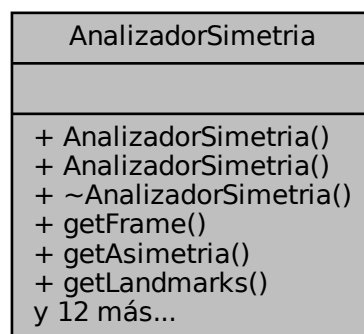 AnalizadorSimetria
+ AnalizadorSimetria()
+ AnalizadorSimetria()
+ ~AnalizadorSimetria()
+ getFrame()
+ getAsimetria()
+ getLandmarks()
y 12 más...